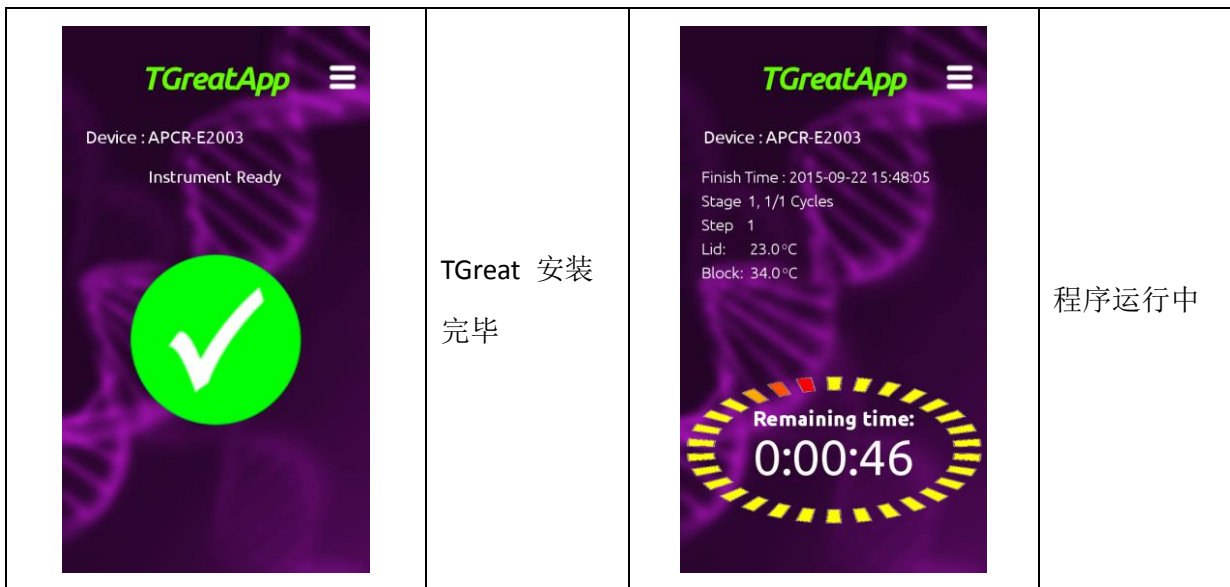 TGreatApp
Device : APCR-E2003
Instrument Ready
TGreat 安装
完毕
TGreatApp
Device : APCR-E2003
Finish Time : 2015-09-22 15:48:05
Stage 1, 1/1 Cycles
Step 1
Lid: 23.0°C
Block: 34.0°C
Remaining time:
0:00:46
程序运行中